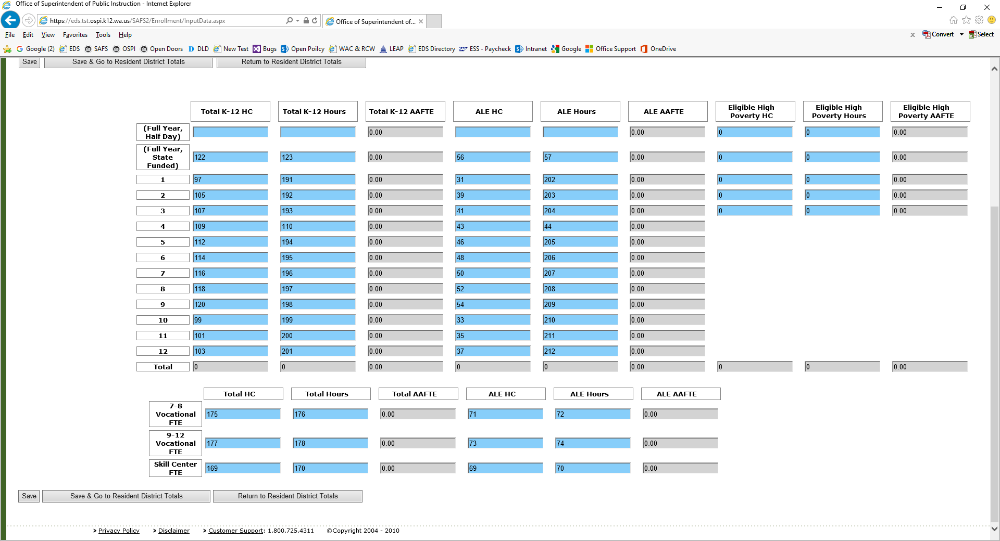 Office of Superintendent of Public Instruction - Internet Explorer
https://eds.tst.ospi.k12.wa.us/SAFS2/Enrollment/InputData.aspx
Office of Superintendent of...
File Edit View Favorites Tools Help
x Convert Select
Google (2) EDS SAFS OSPI Open Doors D DLD New Test Bugs Open Poilcy WAC & RCW LEAP EDS Directory SAP ESS - Paycheck Intranet Google Office Support OneDrive
Save Save & Go to Resident District Totals Return to Resident District Totals
Total K-12 HC Total K-12 Hours Total K-12 AAFTE ALE HC ALE Hours ALE AAFTE Eligible High Poverty HC Eligible High Poverty Hours Eligible High Poverty AAFTE
(Full Year, Half Day) 0.00 0.00 0 0 0.00
(Full Year, State Funded) 122 123 0.00 56 57 0.00 0 0 0.00
1 97 191 0.00 31 202 0.00 0 0 0.00
2 105 192 0.00 39 203 0.00 0 0 0.00
3 107 193 0.00 41 204 0.00 0 0 0.00
4 109 110 0.00 43 44 0.00
5 112 194 0.00 46 205 0.00
6 114 195 0.00 48 206 0.00
7 116 196 0.00 50 207 0.00
8 118 197 0.00 52 208 0.00
9 120 198 0.00 54 209 0.00
10 99 199 0.00 33 210 0.00
11 101 200 0.00 35 211 0.00
12 103 201 0.00 37 212 0.00
Total 0 0 0.00 0 0 0.00 0 0 0.00
Total HC Total Hours Total AAFTE ALE HC ALE Hours ALE AAFTE
7-8 Vocational FTE 175 176 0.00 71 72 0.00
9-12 Vocational FTE 177 178 0.00 73 74 0.00
Skill Center FTE 169 170 0.00 69 70 0.00
Save Save & Go to Resident District Totals Return to Resident District Totals
> Privacy Policy > Disclaimer > Customer Support: 1.800.725.4311 ©Copyright 2004 - 2010